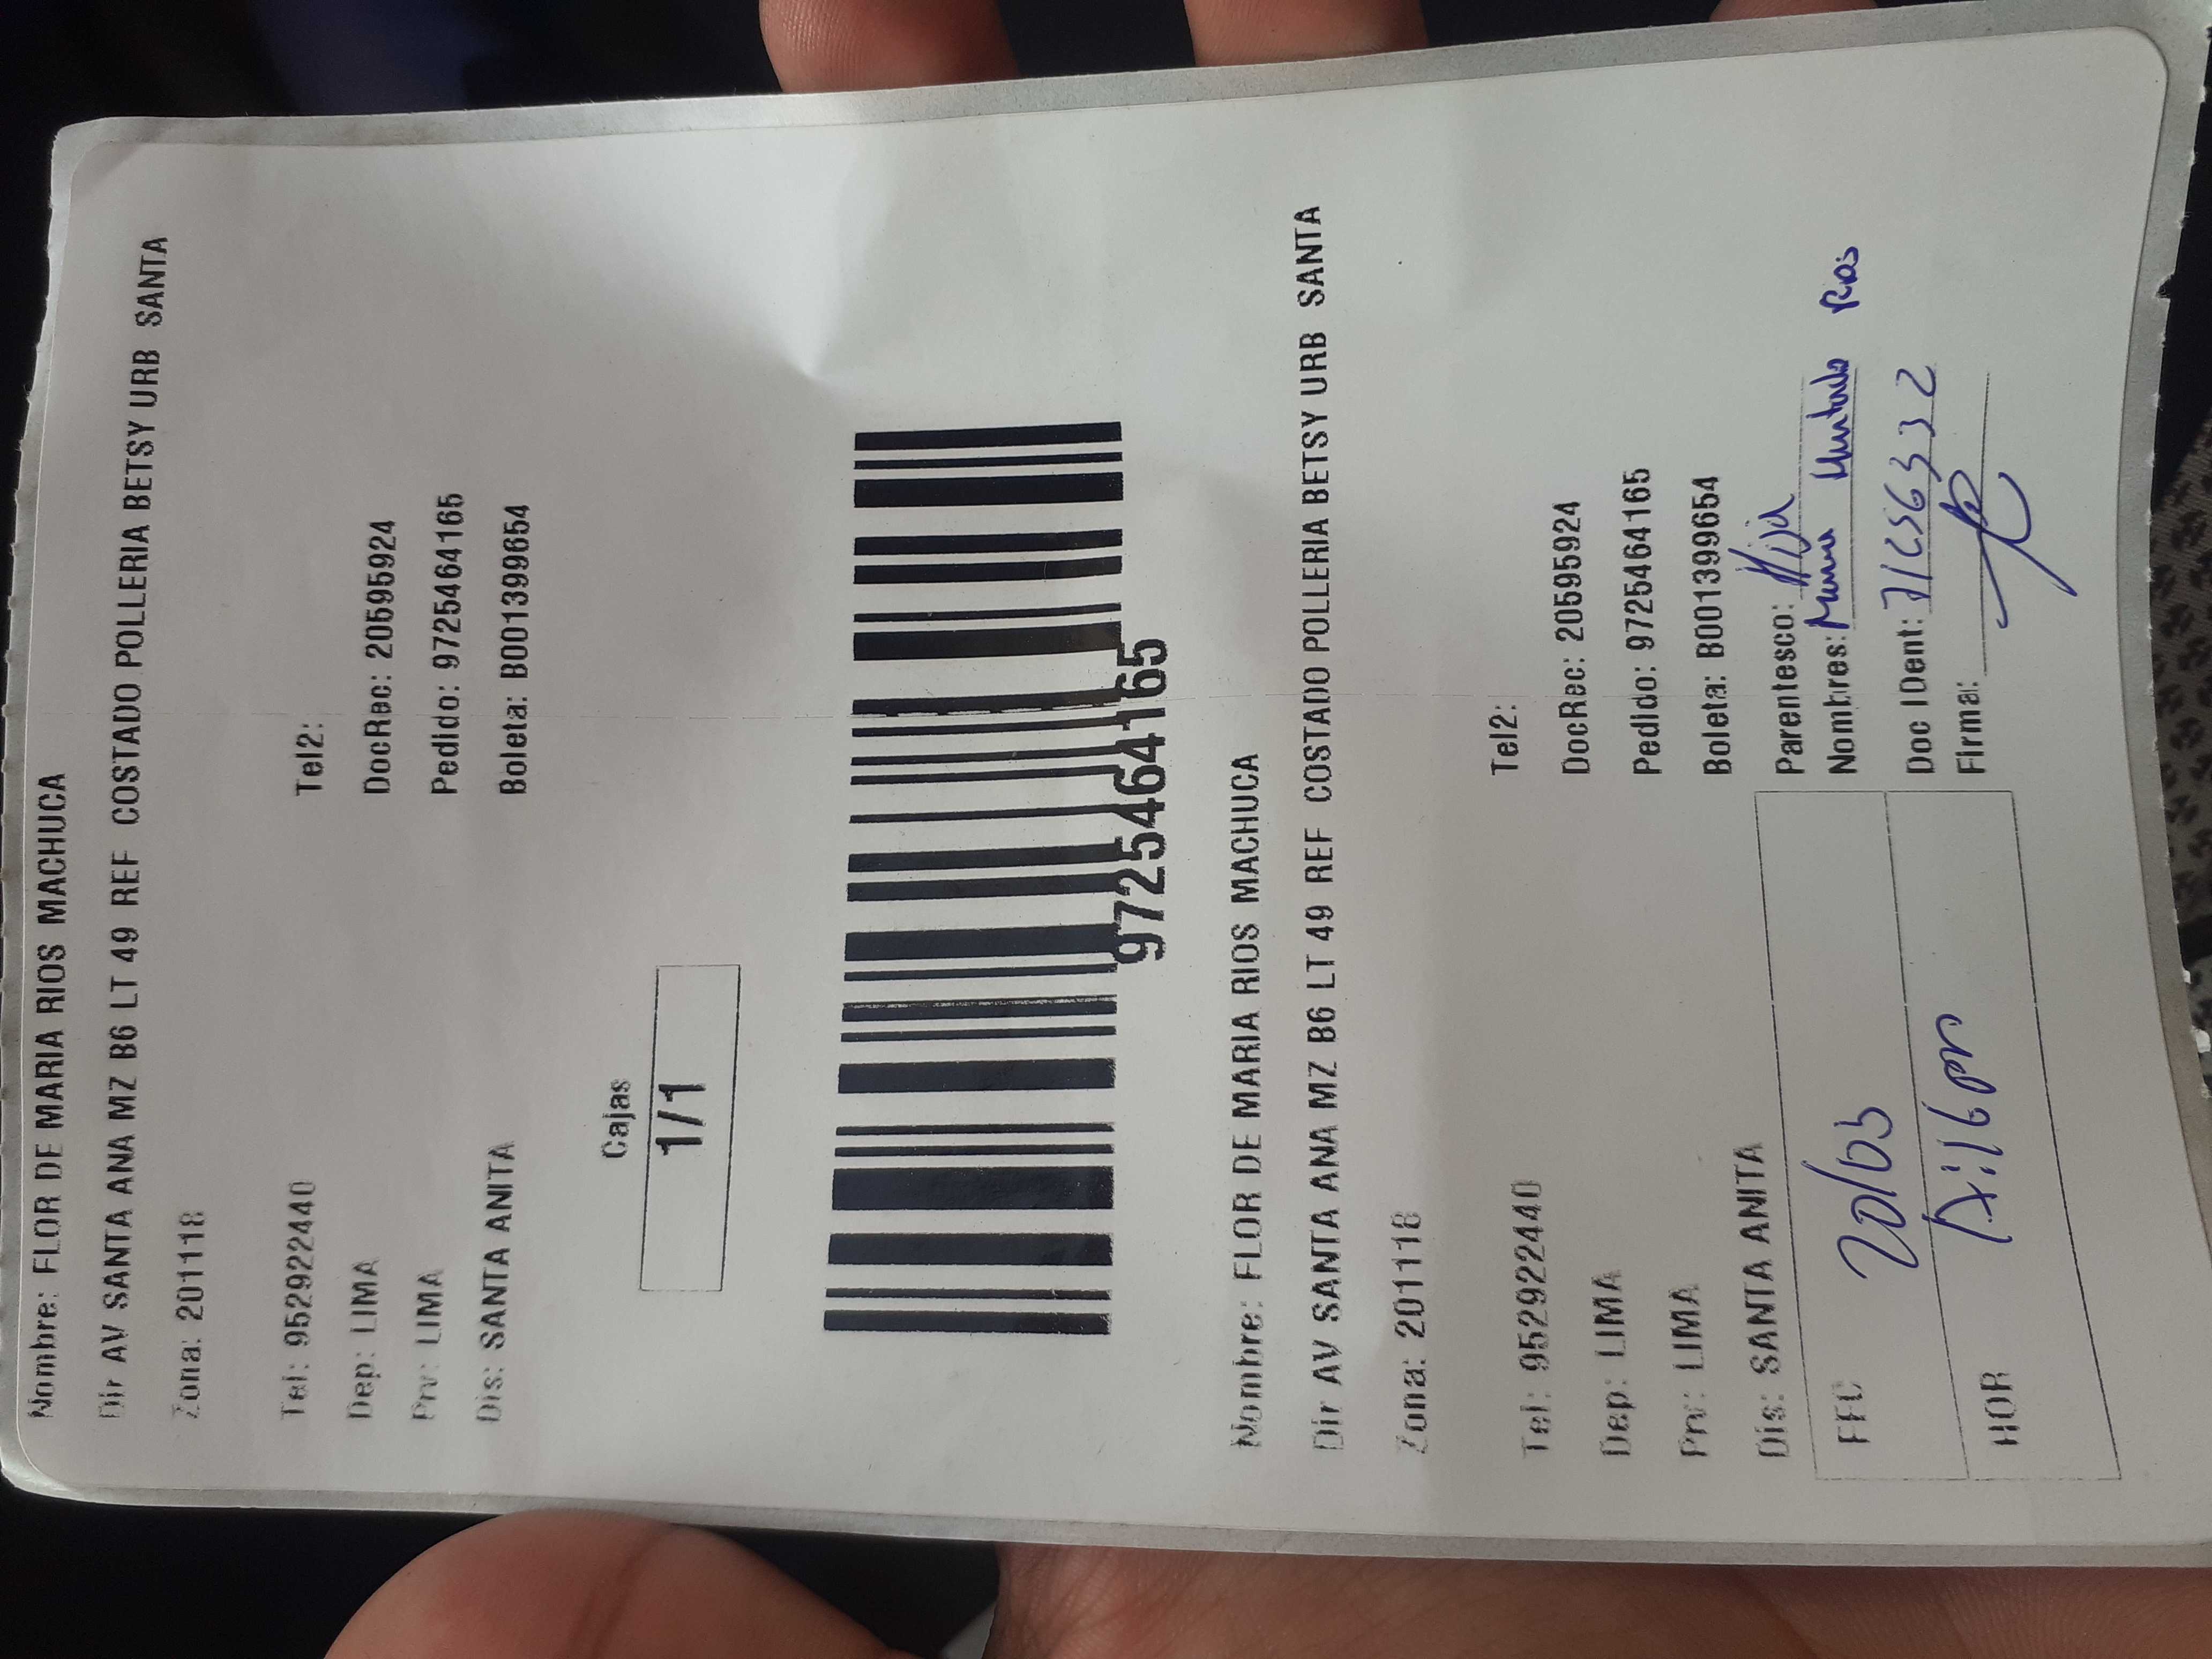 Nombre: FLOR DE MARIA RIOS MACHUCA
Dir AV SANTA ANA MZ B6 LT 49 REF COSTADO POLLERIA BETSY URB SANTA
Zona: 201118
Tel: 952922440 Tel2:
Dep: LIMA DocRec: 20595924
Prv: LIMA Pedido: 9725464165
Dis: SANTA ANITA Boleta: B001399654
Cajas
1/1
9725464165
Nombre: FLOR DE MARIA RIOS MACHUCA
Dir AV SANTA ANA MZ B6 LT 49 REF COSTADO POLLERIA BETSY URB SANTA
Zona: 201118
Tel: 952922440 Tel2:
Dep: LIMA DocRec: 20595924
Prv: LIMA Pedido: 9725464165
Dis: SANTA ANITA Boleta: B001399654
FEC 20/03 Parentesco: Hija
Nombres: Hurtado Rios
HOR Doc IDent:
Firma: